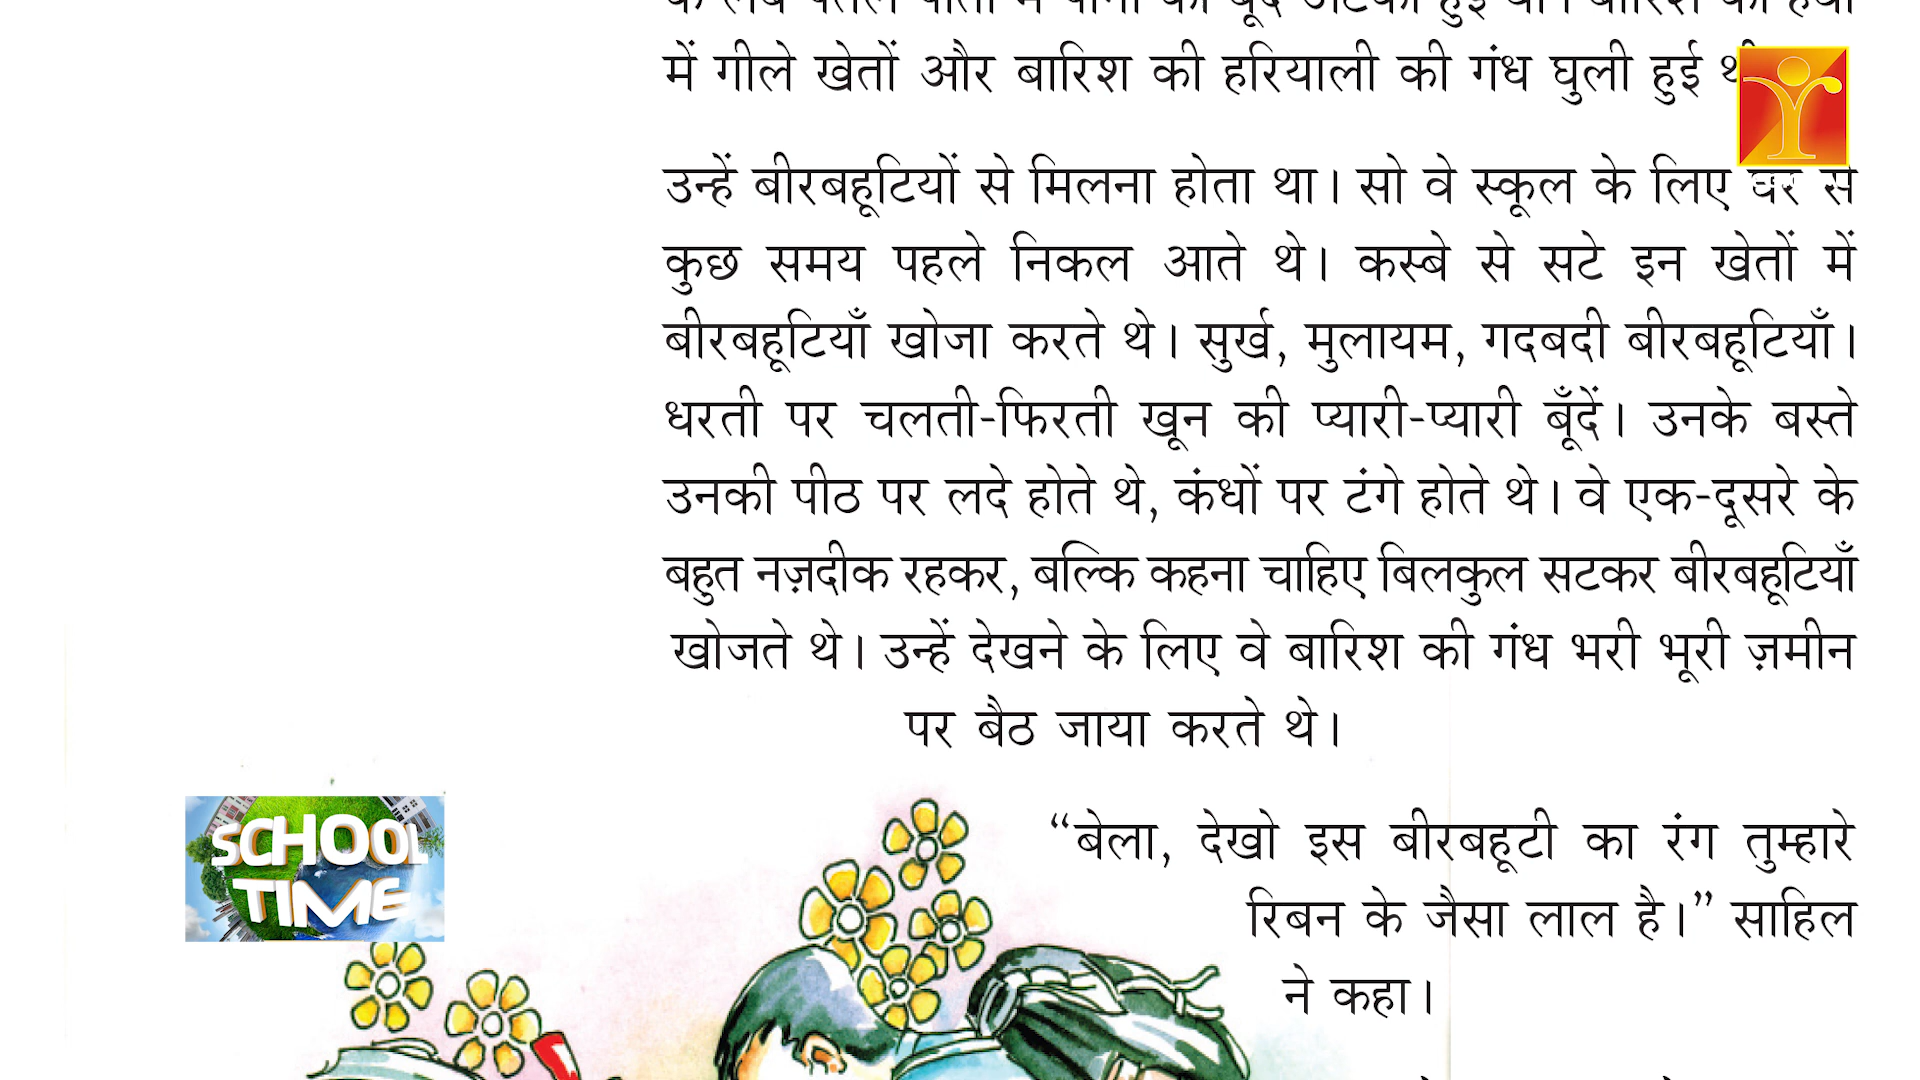 में गीले खेतों और बारिश की हरियाली की गंध घुली हुई
उन्हें बीरबहूटियों से मिलना होता था। सो वे स्कूल के लिए घर से
कुछ समय पहले निकल आते थे। कस्बे से सटे इन खेतों में
बीरबहूटियाँ खोजा करते थे। सुर्ख, मुलायम, गदबदी बीरबहूटियाँ।
धरती पर चलती-फिरती खून की प्यारी-प्यारी बूँदें। उनके बस्ते
उनकी पीठ पर लदे होते थे, कंधों पर टंगे होते थे। वे एक-दूसरे के
बहुत नज़दीक रहकर, बल्कि कहना चाहिए बिलकुल सटकर बीरबहूटियाँ
खोजते थे। उन्हें देखने के लिए वे बारिश की गंध भरी भूरी ज़मीन
पर बैठ जाया करते थे।
“बेला, देखो इस बीरबहूटी का रंग तुम्हारे
रिबन के जैसा लाल है।” साहिल
ने कहा।
SCHOOL
TIME